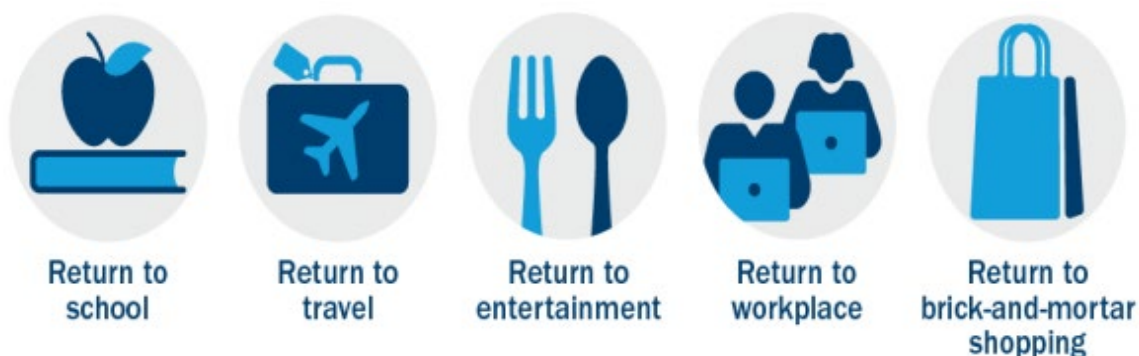 Return to
school
Return to
travel
Return to
entertainment
Return to
workplace
Return to
brick-and-mortar
shopping